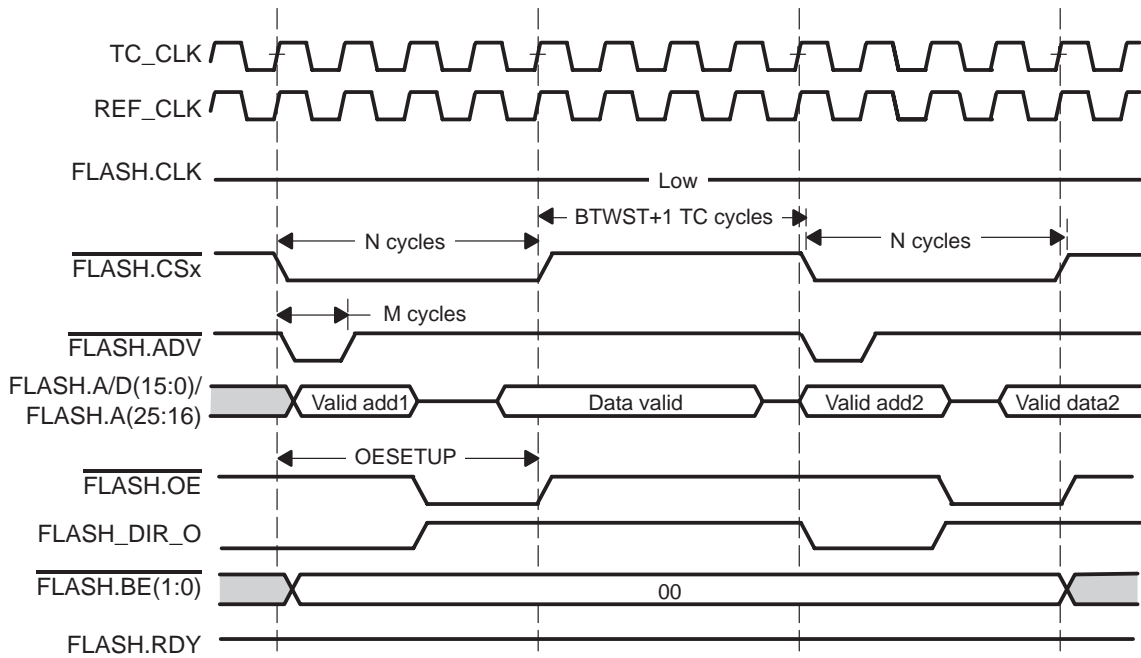 TC_CLK
REF_CLK
FLASH.CLK
Low
BTWST+1 TC cycles
N cycles
N cycles
FLASH.CSx
M cycles
FLASH.ADV
FLASH.A/D(15:0)/
FLASH.A(25:16)
Valid add1
Data valid
Valid add2
Valid data2
OESETUP
FLASH.OE
FLASH_DIR_O
FLASH.BE(1:0)
00
FLASH.RDY